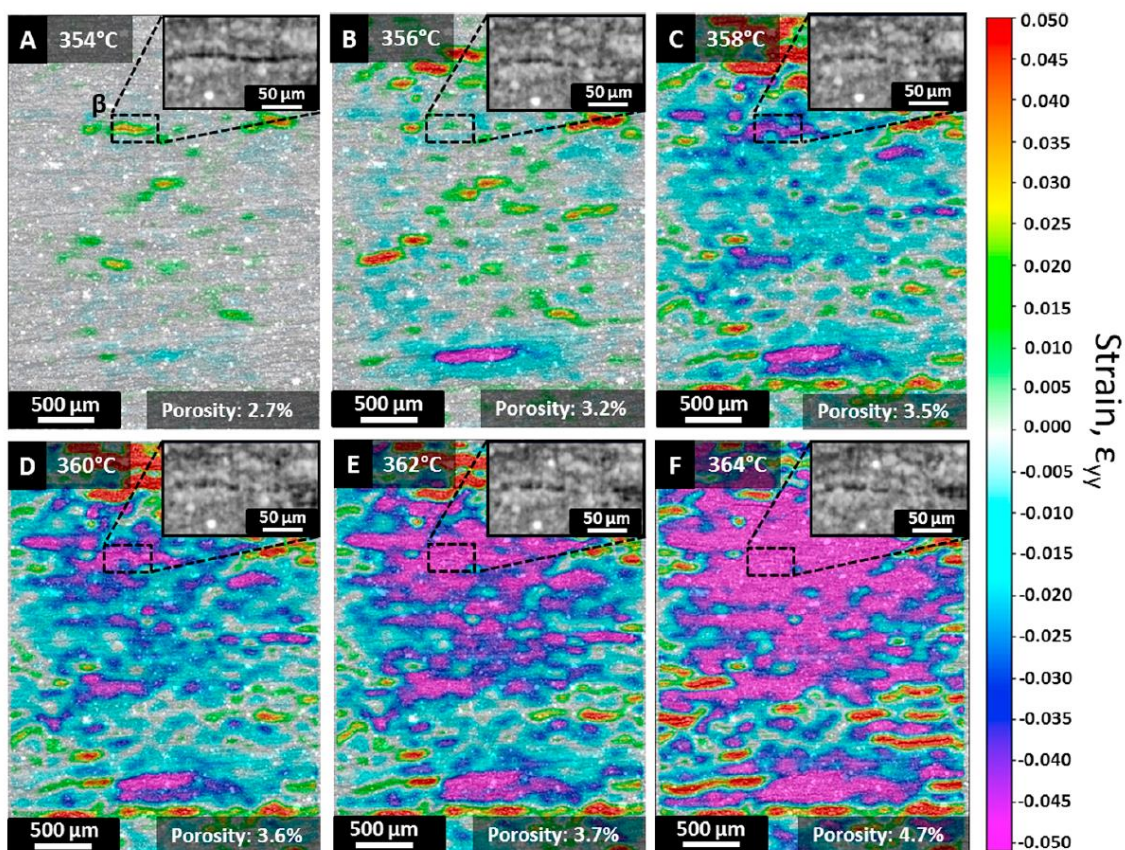 A 354°C
β
50 µm
500 µm
Porosity: 2.7%
B 356°C
50 µm
500 µm
Porosity: 3.2%
C 358°C
50 µm
500 µm
Porosity: 3.5%
D 360°C
50 µm
500 µm
Porosity: 3.6%
E 362°C
50 µm
500 µm
Porosity: 3.7%
F 364°C
50 µm
500 µm
Porosity: 4.7%
0.050
0.045
0.040
0.035
0.030
0.025
0.020
0.015
0.010
0.005
0.000
-0.005
-0.010
-0.015
-0.020
-0.025
-0.030
-0.035
-0.040
-0.045
-0.050
Strain, εyy